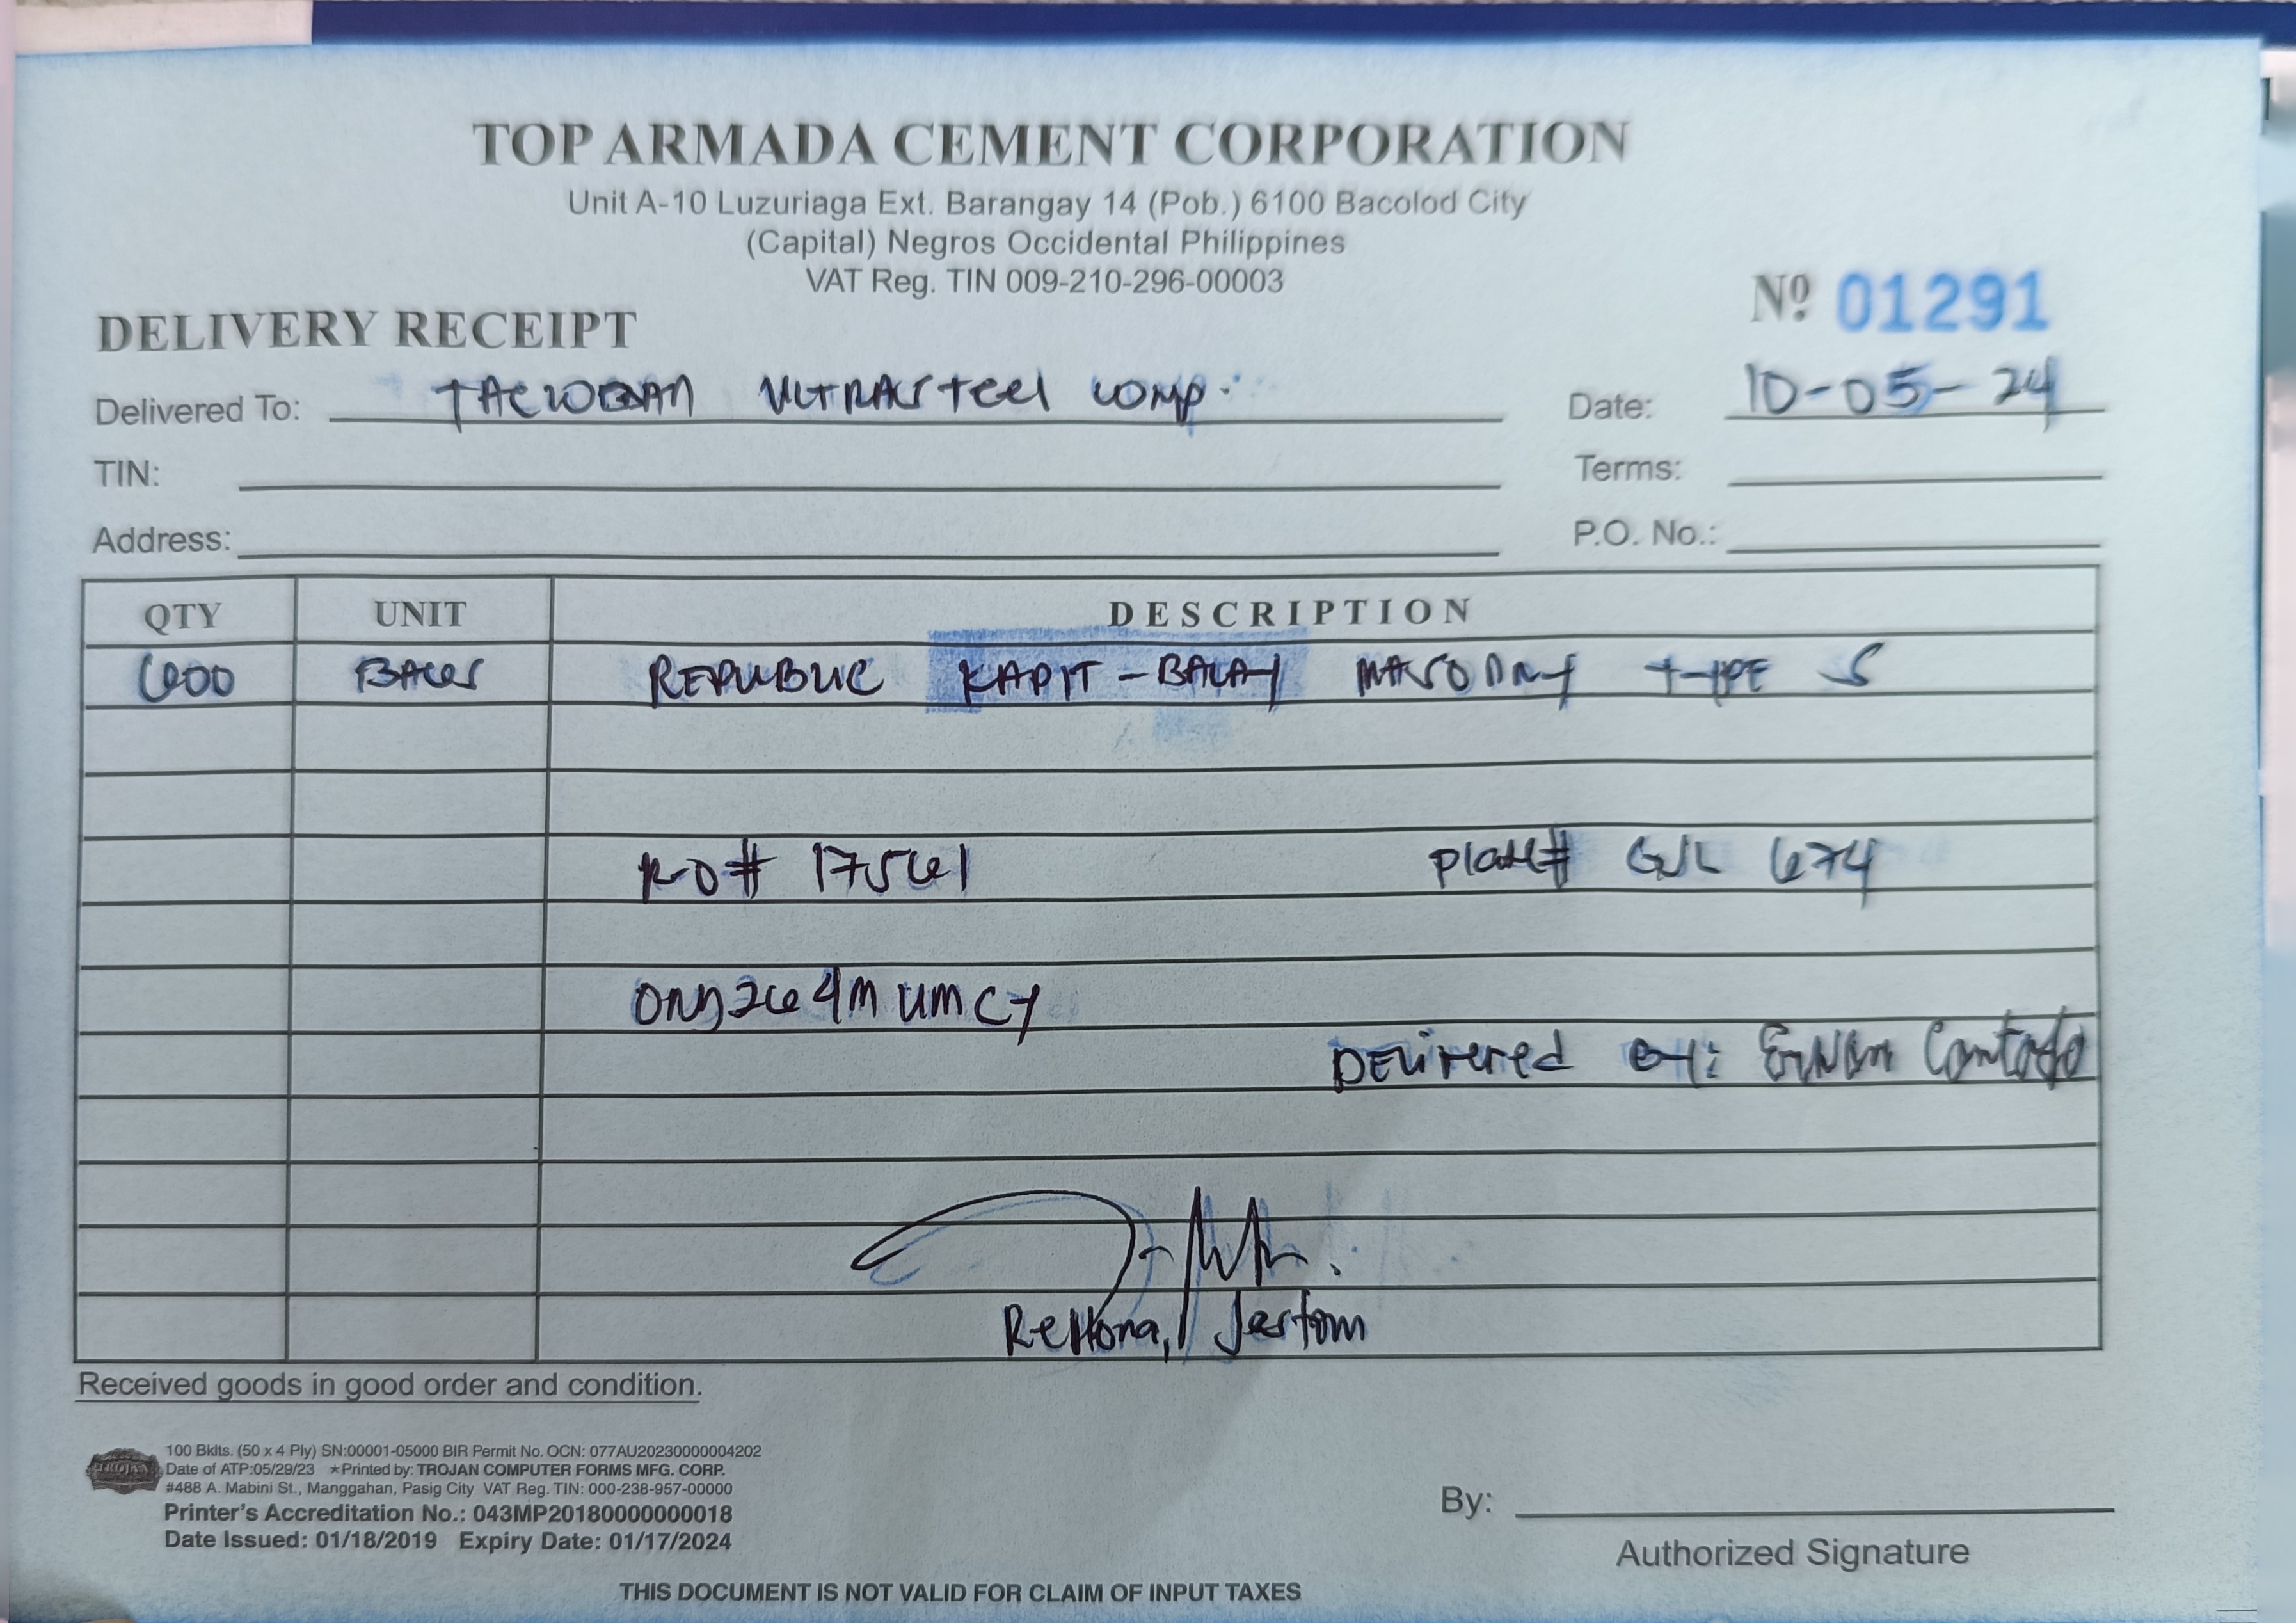 TOP ARMADA CEMENT CORPORATION
Unit A-10 Luzuriaga Ext. Barangay 14 (Pob.) 6100 Bacolod City
(Capital) Negros Occidental Philippines
VAT Reg. TIN 009-210-296-00003
Nº 01291
DELIVERY RECEIPT
Delivered To: TACLOBAN ULTRASTEEL CORP. Date: 10-05-24
TIN: Terms:
Address: P.O. No.:
QTY UNIT DESCRIPTION
600 BAGS REPUBLIC KAPIT-BALAY MASONRY TYPE S
RO# 17561 Plate# 674
DELIVERED BY:
Rettona, Jestom
Received goods in good order and condition.
TROJAN
100 Bklts. (50 x 4 Ply) SN:00001-05000 BIR Permit No. OCN: 077AU20230000004202
Date of ATP:05/29/23 ★Printed by: TROJAN COMPUTER FORMS MFG. CORP.
#488 A. Mabini St., Manggahan, Pasig City VAT Reg. TIN: 000-238-957-00000
Printer's Accreditation No.: 043MP20180000000018
Date Issued: 01/18/2019 Expiry Date: 01/17/2024
By:
Authorized Signature
THIS DOCUMENT IS NOT VALID FOR CLAIM OF INPUT TAXES